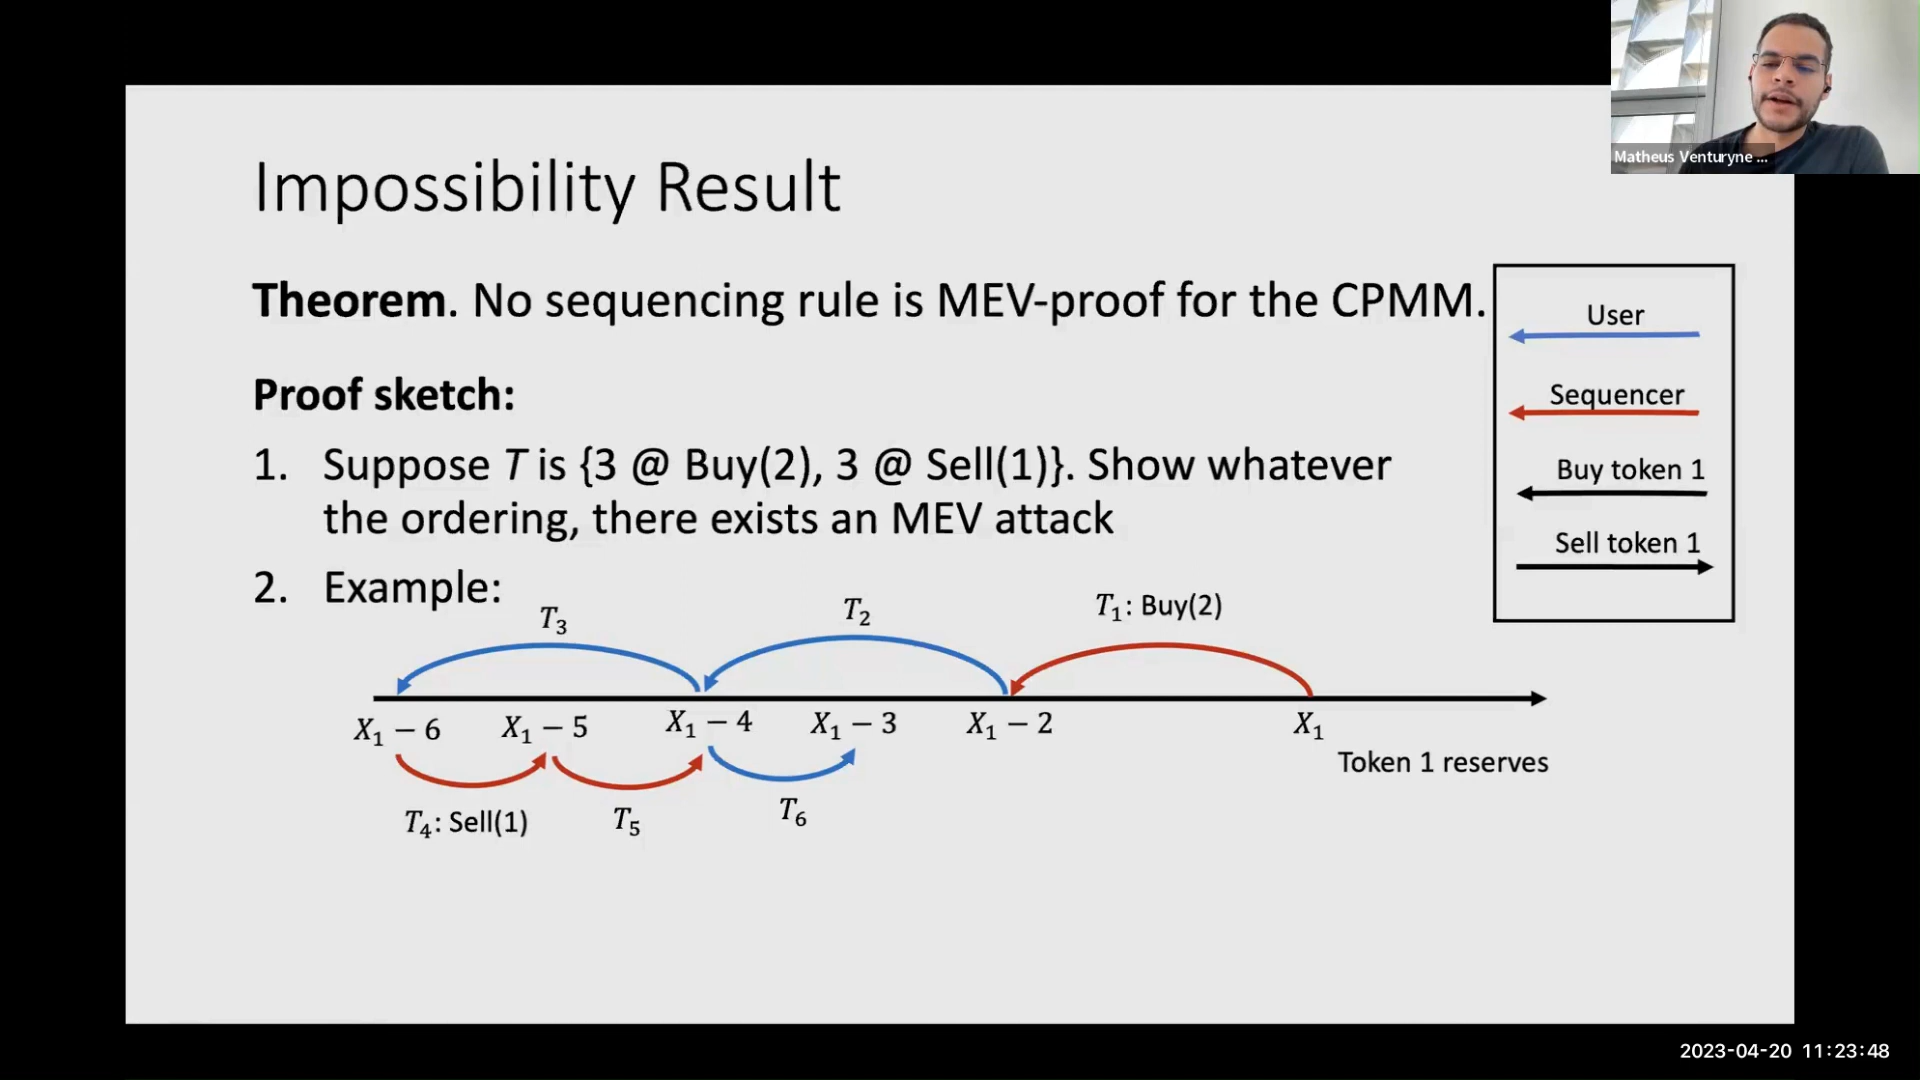 Matheus Venturyne ...
Impossibility Result
Theorem. No sequencing rule is MEV-proof for the CPMM.
Proof sketch:
1. Suppose T is {3 @ Buy(2), 3 @ Sell(1)}. Show whatever
the ordering, there exists an MEV attack
2. Example:
User
Sequencer
Buy token 1
Sell token 1
T₃ T₂ T₁: Buy(2)
X₁ − 6 X₁ − 5 X₁ − 4 X₁ − 3 X₁ − 2 X₁
Token 1 reserves
T₄: Sell(1) T₅ T₆
2023-04-20 11:23:48